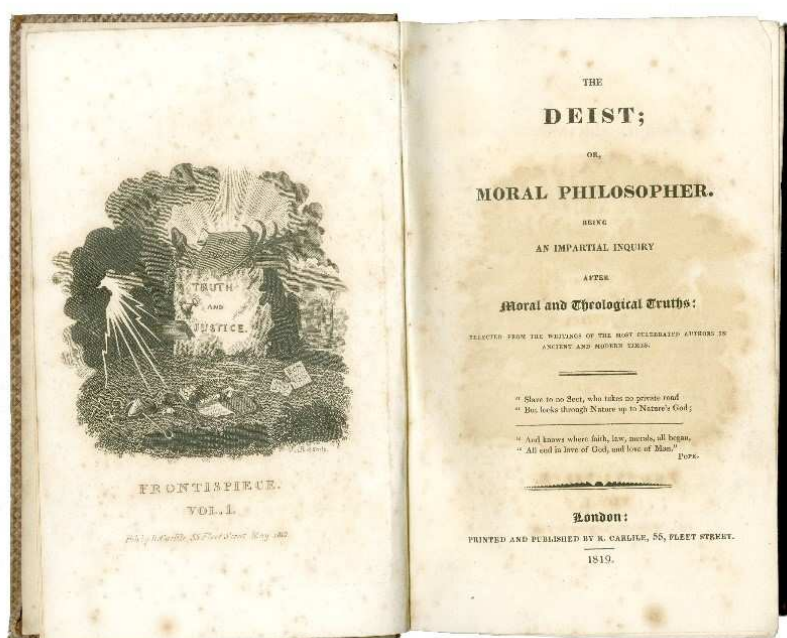 TRUTH
AND
JUSTICE.
FRONTISPIECE.
VOL. I.
Carlile, 55 Fleet Street
THE
DEIST;
OR,
MORAL PHILOSOPHER.
BEING
AN IMPARTIAL INQUIRY
AFTER
Moral and Theological Truths:
SELECTED FROM THE WRITINGS OF THE MOST CELEBRATED AUTHORS IN
ANCIENT AND MODERN TIMES.
" Slave to no Sect, who takes no private road
" But looks through Nature up to Nature's God;
" And knows where faith, law, morals, all began,
" All end in love of God, and love of Man."
POPE.
London:
PRINTED AND PUBLISHED BY R. CARLILE, 55, FLEET STREET.
1819.